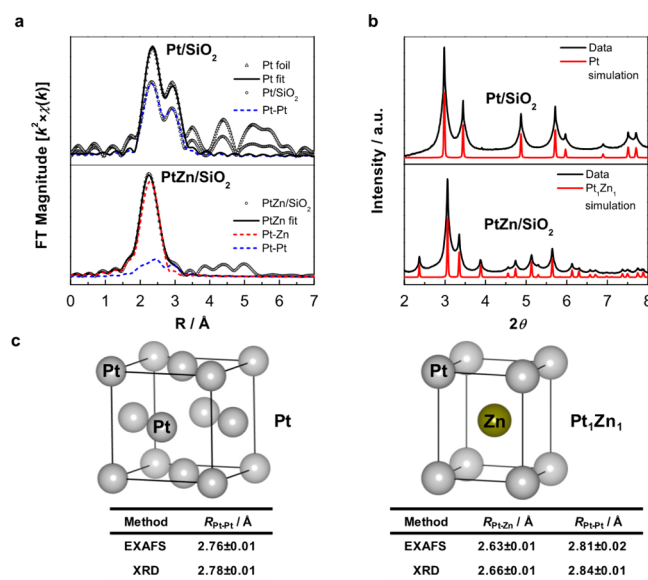 a
Pt/SiO2
Pt foil
Pt fit
Pt/SiO2
Pt-Pt
PtZn/SiO2
PtZn/SiO2
PtZn fit
Pt-Zn
Pt-Pt
FT Magnitude [k²×χ(k)]
0 1 2 3 4 5 6 7
R / Å
b
Data
Pt
simulation
Pt/SiO2
Data
Pt1Zn1
simulation
PtZn/SiO2
Intensity / a.u.
2 3 4 5 6 7 8
2θ
c
Pt
Pt
Pt
Method RPt-Pt / Å
EXAFS 2.76±0.01
XRD 2.78±0.01
Pt
Zn
Pt1Zn1
Method RPt-Zn / Å RPt-Pt / Å
EXAFS 2.63±0.01 2.81±0.02
XRD 2.66±0.01 2.84±0.01